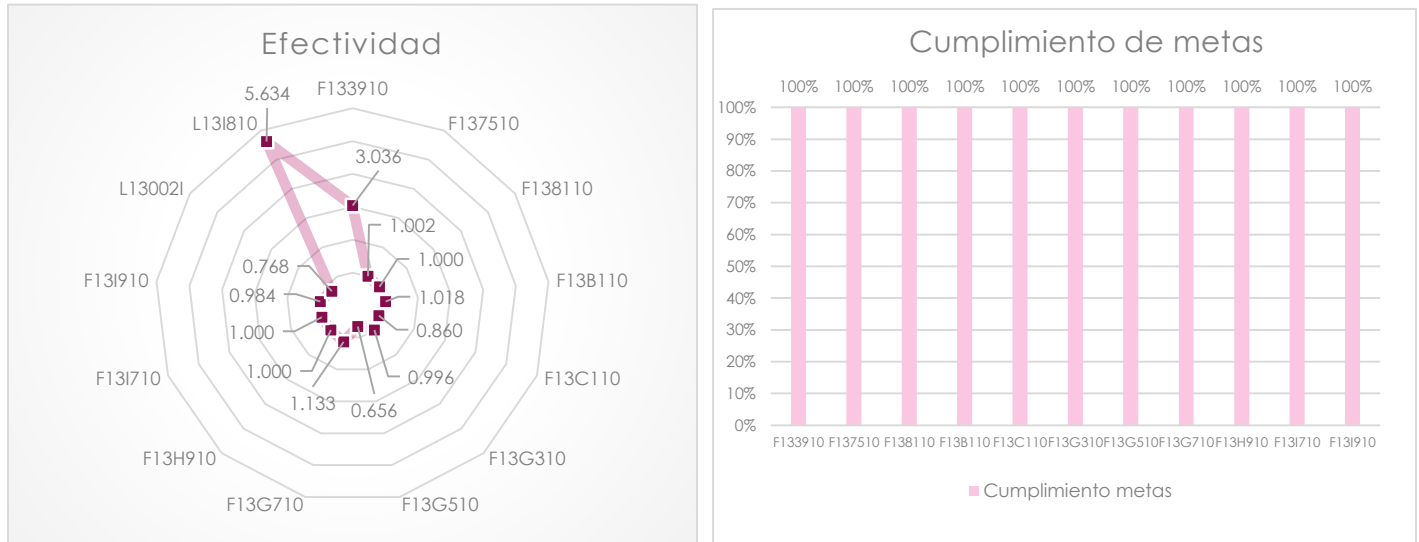 Efectividad
F133910
5.634
L13I810
F137510
3.036
L13002I
F138110
1.002
1.000
0.768
F13I910
F13B110
0.984
1.018
1.000
0.860
F13I710
F13C110
1.000
0.996
1.133
0.656
F13H910
F13G310
F13G710
F13G510
Cumplimiento de metas
100% 100% 100% 100% 100% 100% 100% 100% 100% 100% 100%
100%
90%
80%
70%
60%
50%
40%
30%
20%
10%
0%
F133910 F137510 F138110 F13B110 F13C110 F13G310 F13G510 F13G710 F13H910 F13I710 F13I910
Cumplimiento metas